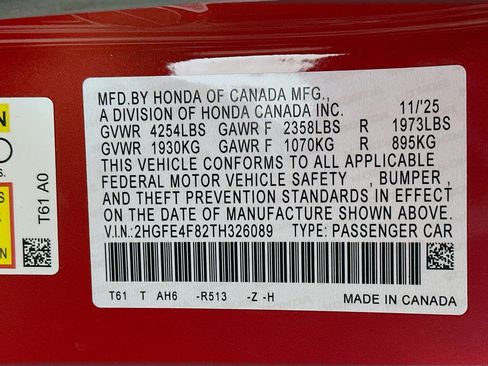 MFD.BY HONDA OF CANADA MFG.,
A DIVISION OF HONDA CANADA INC. 11/'25
GVWR 4254LBS GAWR F 2358LBS R 1973LBS
GVWR 1930KG GAWR F 1070KG R 895KG
THIS VEHICLE CONFORMS TO ALL APPLICABLE
FEDERAL MOTOR VEHICLE SAFETY , BUMPER ,
AND THEFT PREVENTION STANDARDS IN EFFECT
ON THE DATE OF MANUFACTURE SHOWN ABOVE.
V.I.N.:2HGFE4F82TH326089 TYPE: PASSENGER CAR
T61 T AH6 -R513 -Z -H
MADE IN CANADA
T61 A0